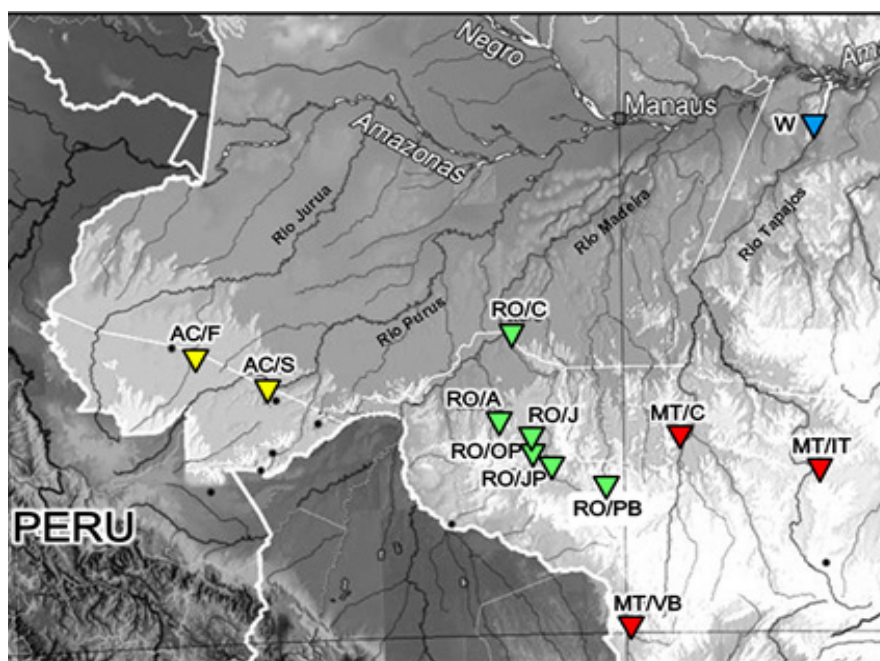 Negro
Ama
Manaus
W
Amazonas
Rio Jurua
Rio Madeira
Rio Tapajos
Rio Purus
RO/C
AC/F
AC/S
RO/A
RO/J
MT/C
RO/OP
MT/IT
RO/JP
RO/PB
PERU
MT/VB